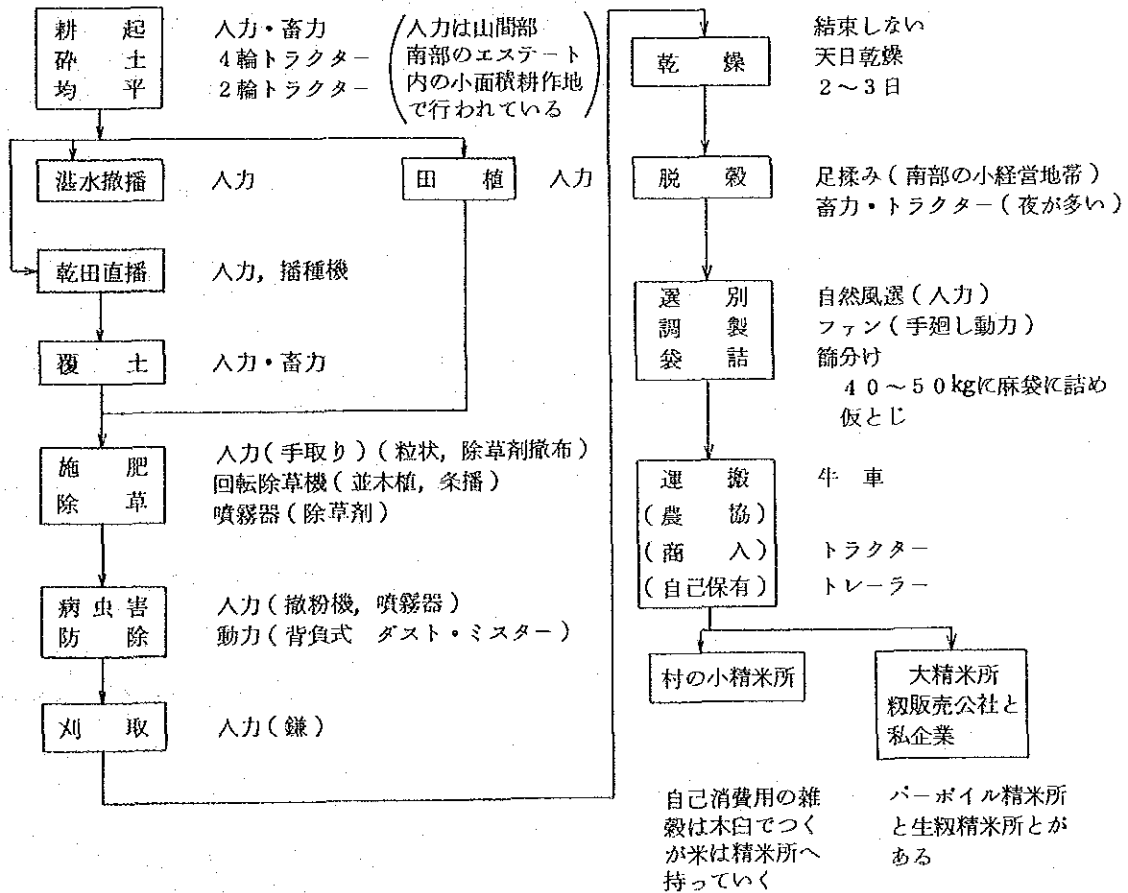 耕起
砕土
均平
人力・畜力
4輪トラクター
2輪トラクター
(人力は山間部
南部のエステート
内の小面積耕作地
で行われている)
湛水撒播 人力
田植 人力
乾田直播 人力,播種機
覆土 人力・畜力
施肥
除草
人力(手取り)(粒状,除草剤撤布)
回転除草機(並木植,条播)
噴霧器(除草剤)
病虫害
防除
人力(撤粉機,噴霧器)
動力(背負式 ダスト・ミスター)
刈取 人力(鎌)
乾燥
結束しない
天日乾燥
2~3日
脱穀
足揉み(南部の小経営地帯)
畜力・トラクター(夜が多い)
選別
調製
袋詰
自然風選(人力)
ファン(手廻し動力)
篩分け
40~50kgに麻袋に詰め
仮とじ
運搬 牛車
(農協)
(商人) トラクター
(自己保有) トレーラー
村の小精米所
大精米所
籾販売公社と
私企業
自己消費用の雑
穀は木臼でつく
が米は精米所へ
持っていく
パーボイル精米所
と生籾精米所とが
ある